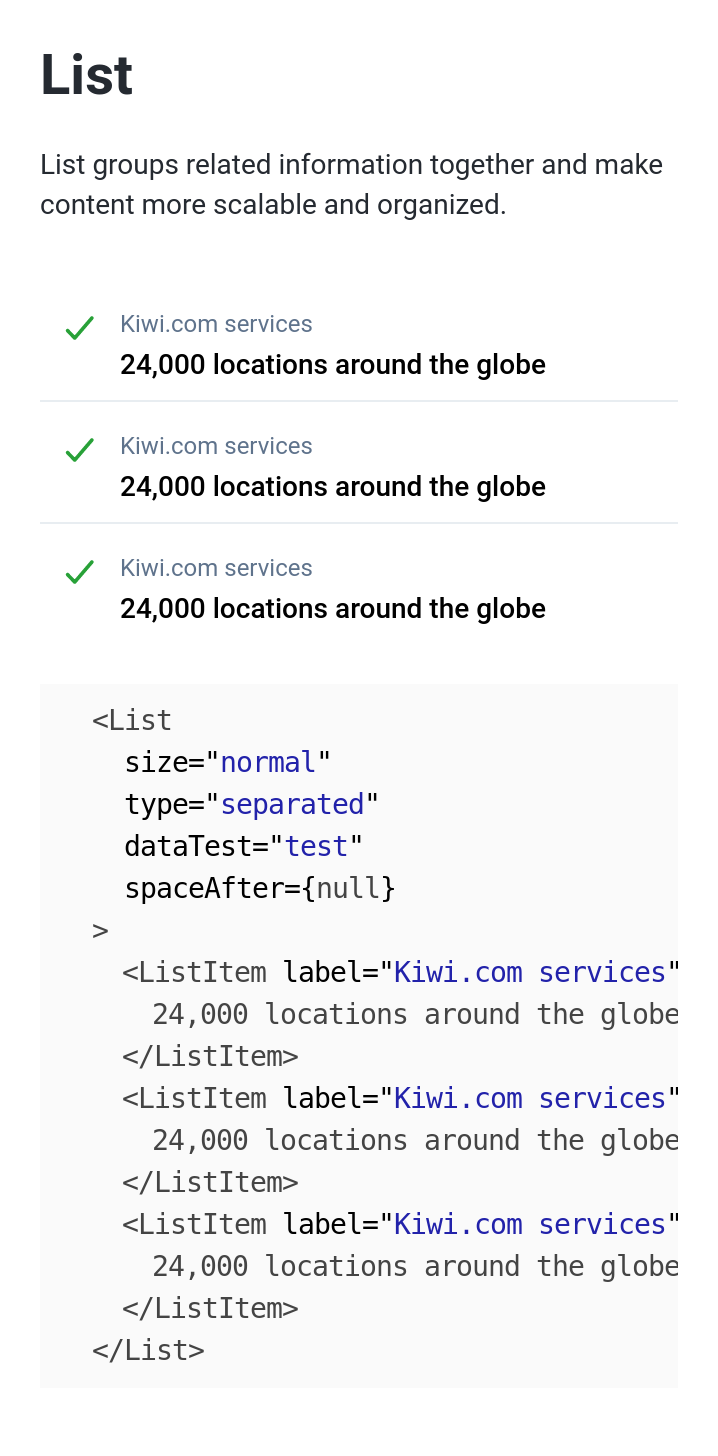 List
List groups related information together and make
content more scalable and organized.
Kiwi.com services
24,000 locations around the globe
Kiwi.com services
24,000 locations around the globe
Kiwi.com services
24,000 locations around the globe
<List
size="normal"
type="separated"
dataTest="test"
spaceAfter={null}
>
<ListItem label="Kiwi.com services"
24,000 locations around the globe
</ListItem>
<ListItem label="Kiwi.com services"
24,000 locations around the globe
</ListItem>
<ListItem label="Kiwi.com services"
24,000 locations around the globe
</ListItem>
</List>